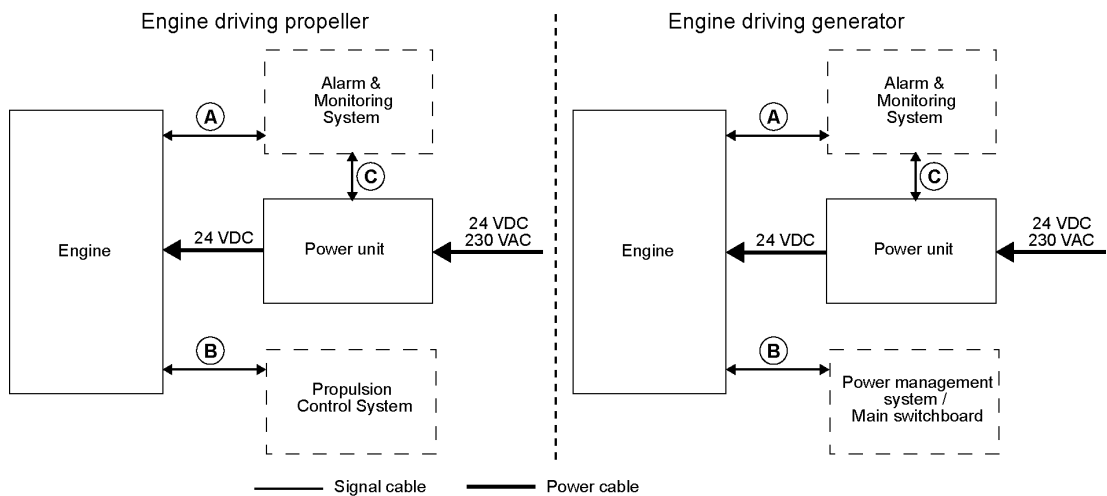 Engine driving propeller
Alarm &
Monitoring
System
A
C
Engine
24 VDC
Power unit
24 VDC
230 VAC
B
Propulsion
Control System
Engine driving generator
Alarm &
Monitoring
System
A
C
Engine
24 VDC
Power unit
24 VDC
230 VAC
B
Power management
system /
Main switchboard
Signal cable
Power cable